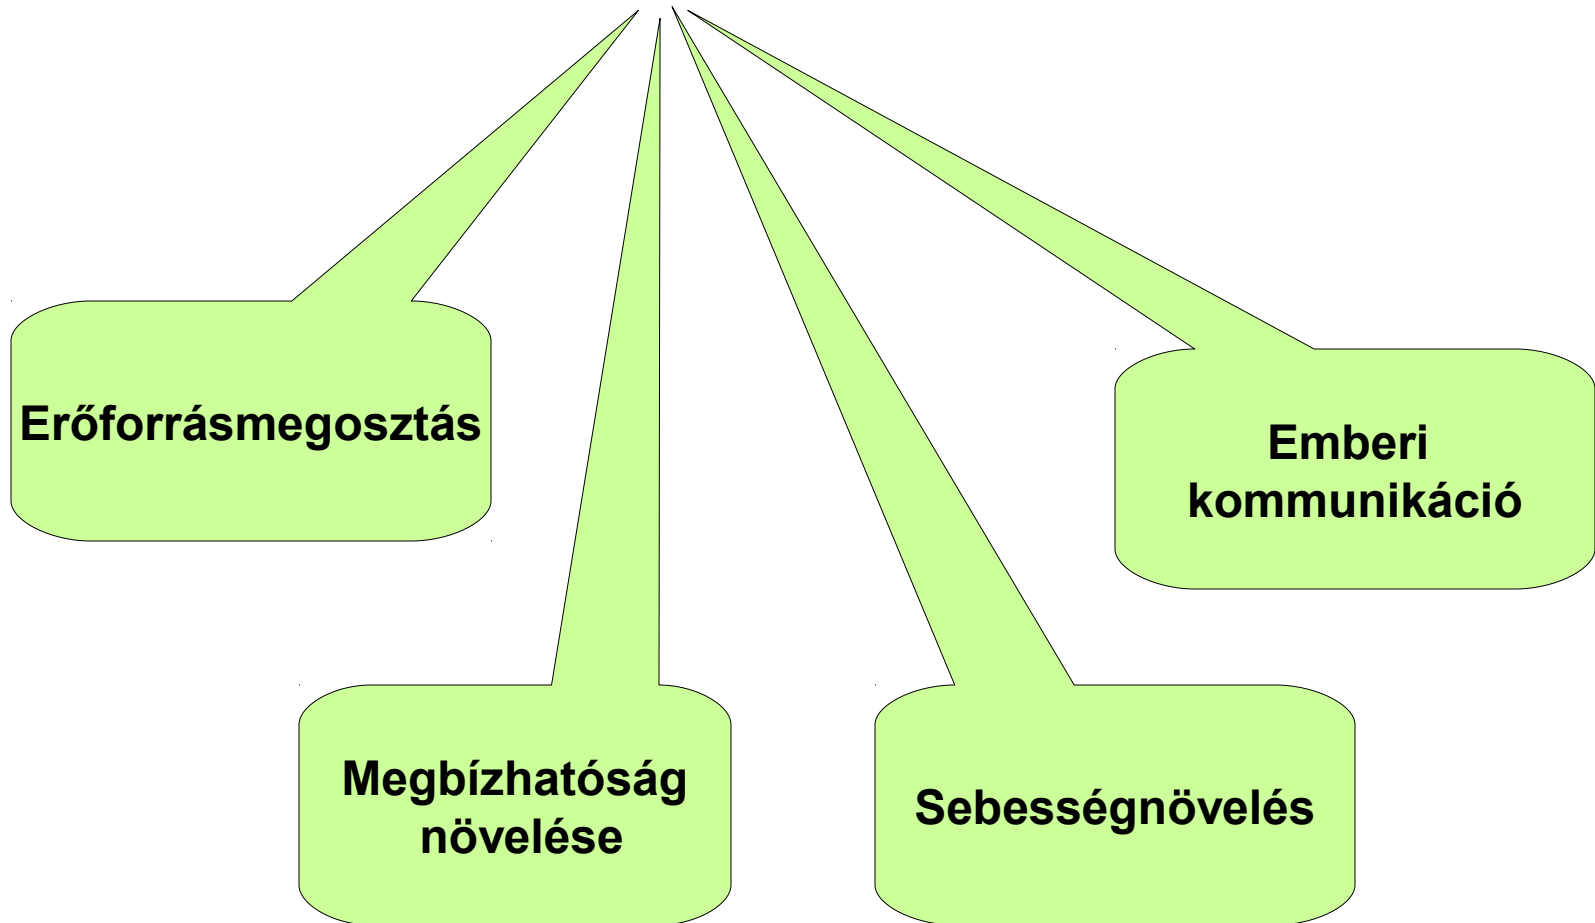 Erőforrásmegosztás
Emberi
kommunikáció
Megbízhatóság
növelése
Sebességnövelés